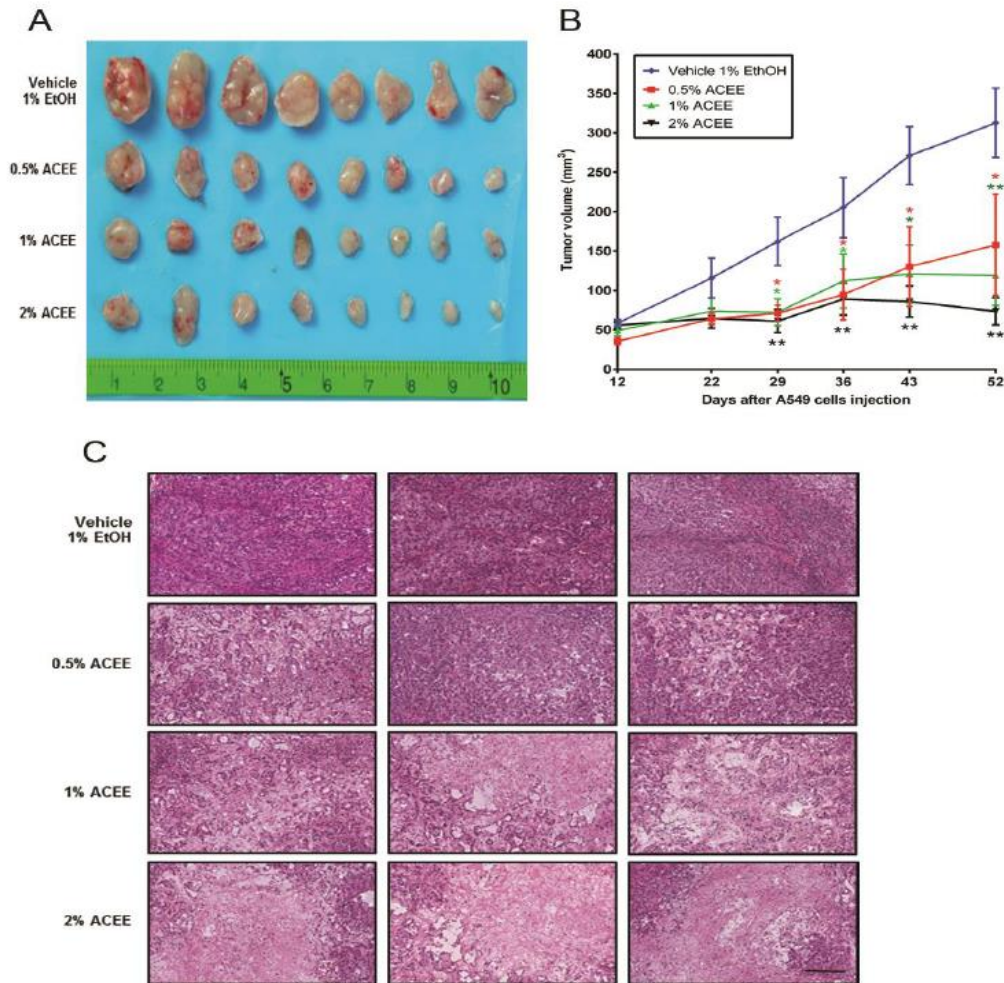 A
Vehicle
1% EtOH
0.5% ACEE
1% ACEE
2% ACEE
1 2 3 4 5 6 7 8 9 10
B
400
350
300
250
200
150
100
50
0
Tumor volume (mm³)
Vehicle 1% EthOH
0.5% ACEE
1% ACEE
2% ACEE
*
**
*
*
*
*
*
*
**
**
**
**
12 22 29 36 43 52
Days after A549 cells injection
C
Vehicle
1% EtOH
0.5% ACEE
1% ACEE
2% ACEE